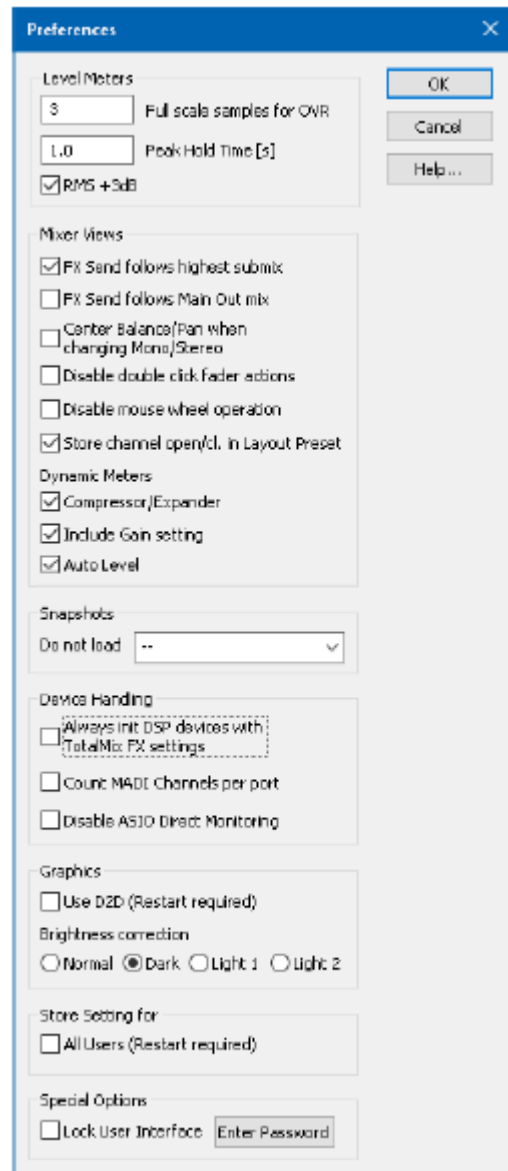 Preferences
Level Meters
OK
3 Full scale samples for OVR
Cancel
1.0 Peak Hold Time [s]
Help...
RMS +3dB
Mixer Views
FX Send follows highest submix
FX Send follows Main Out mix
Center Balance/Pan when
changing Mono/Stereo
Disable double click fader actions
Disable mouse wheel operation
Store channel open/cl. in Layout Preset
Dynamic Meters
Compressor/Expander
Include Gain setting
Auto Level
Snapshots
Do not load --
Device Handling
Always init DSP devices with
TotalMix FX settings
Count MADI Channels per port
Disable ASIO Direct Monitoring
Graphics
Use D2D (Restart required)
Brightness correction
Normal Dark Light 1 Light 2
Store Setting for
All Users (Restart required)
Special Options
Lock User Interface Enter Password